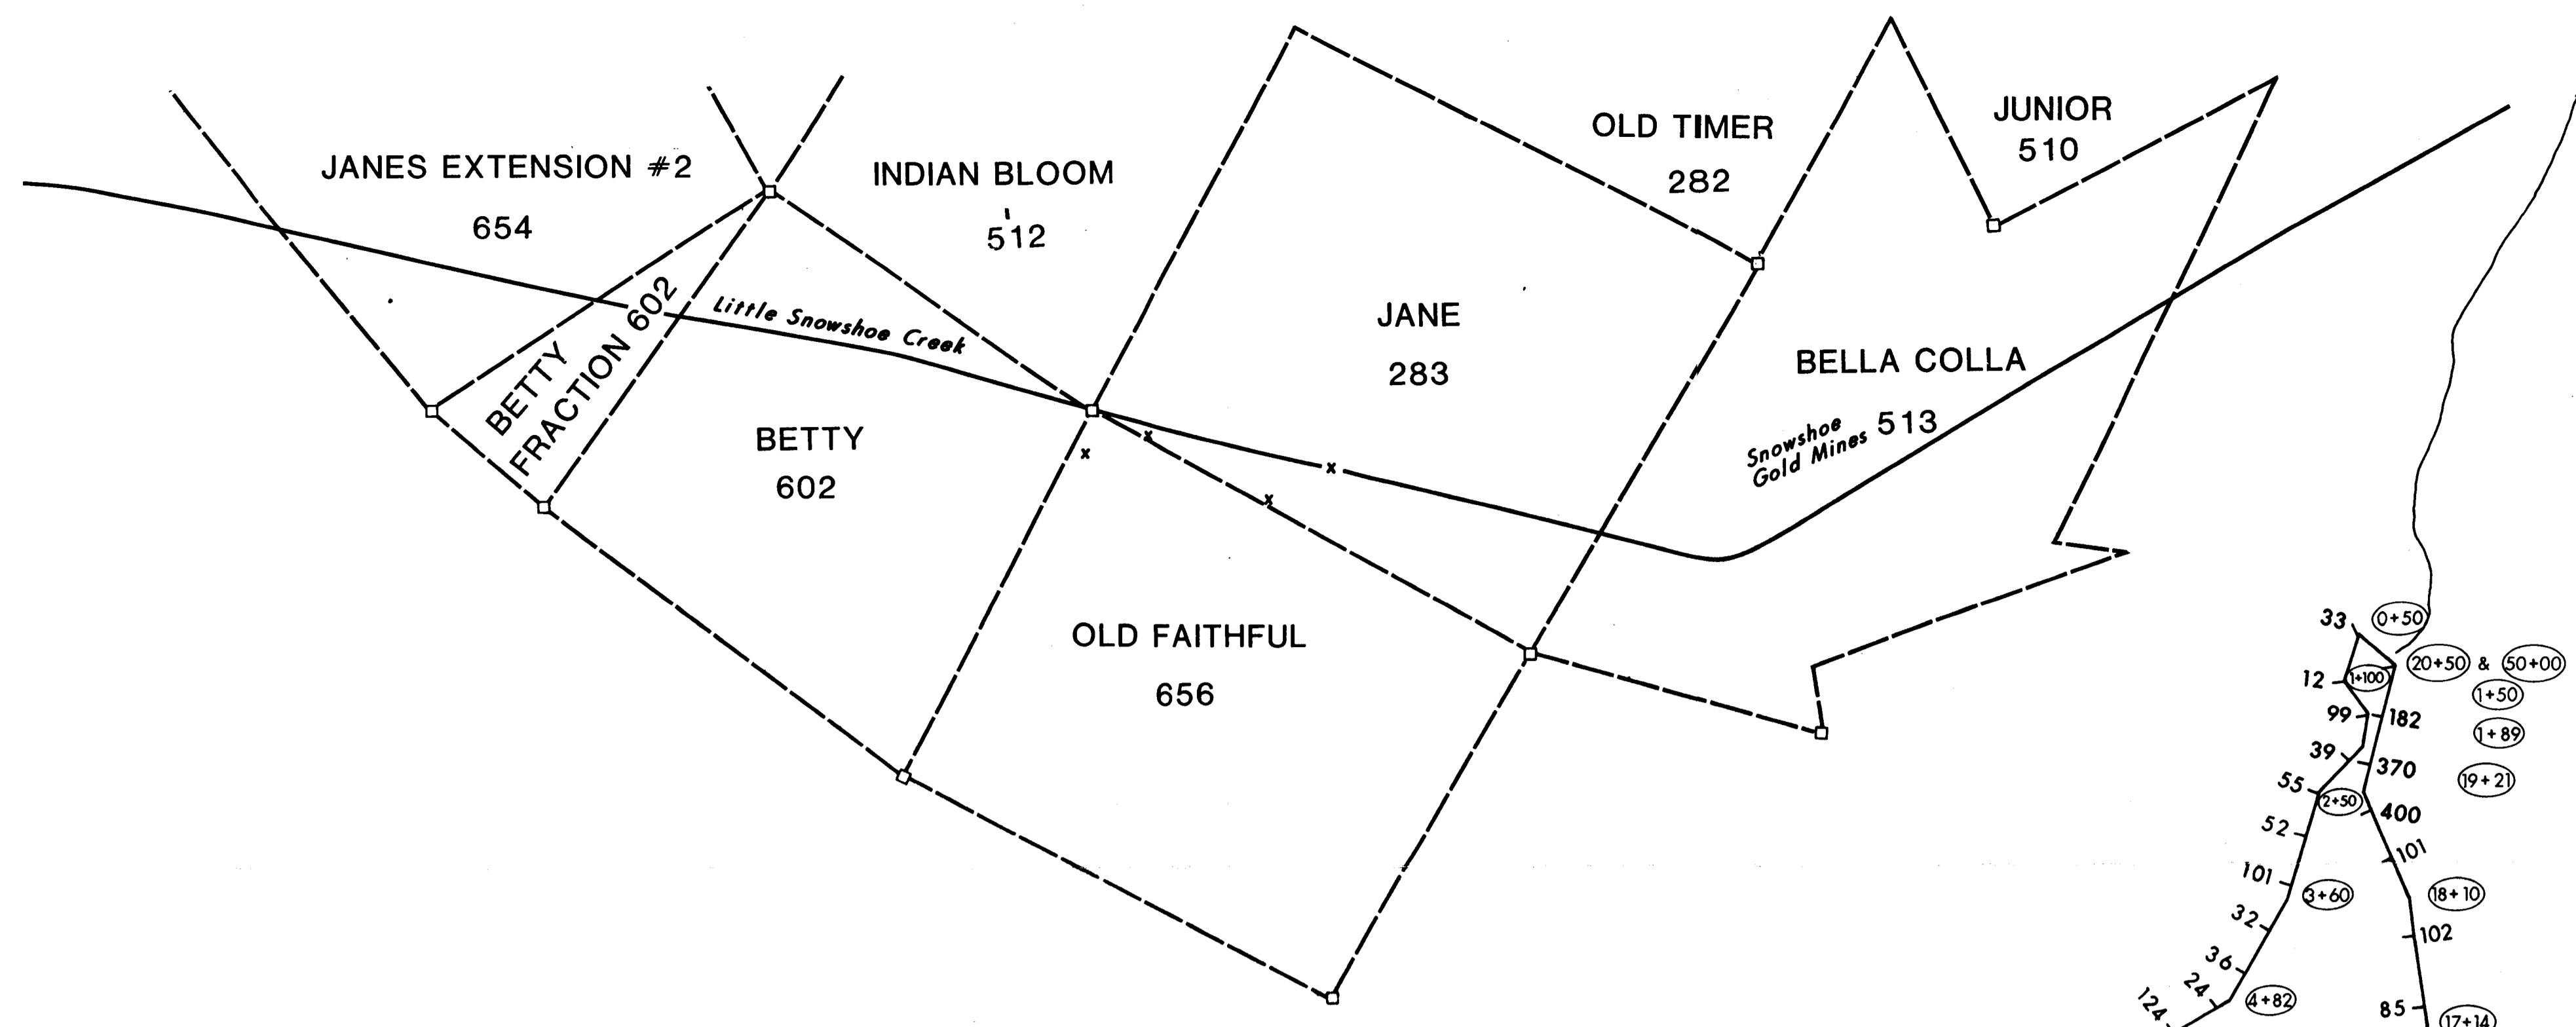 JANES EXTENSION #2
654
INDIAN BLOOM
512
OLD TIMER
282
JUNIOR
510
BETTY
FRACTION 602
Little Snowshoe Creek
JANE
283
BELLA COLLA
513
Snowshoe
Gold Mines
BETTY
602
OLD FAITHFUL
656
33
0+50
20+50 & 50+00
12
1+100
1+50
99
182
1+89
39
370
19+21
55
2+50
400
52
101
101
3+60
18+10
32
102
36
24
4+82
124
85
17+14